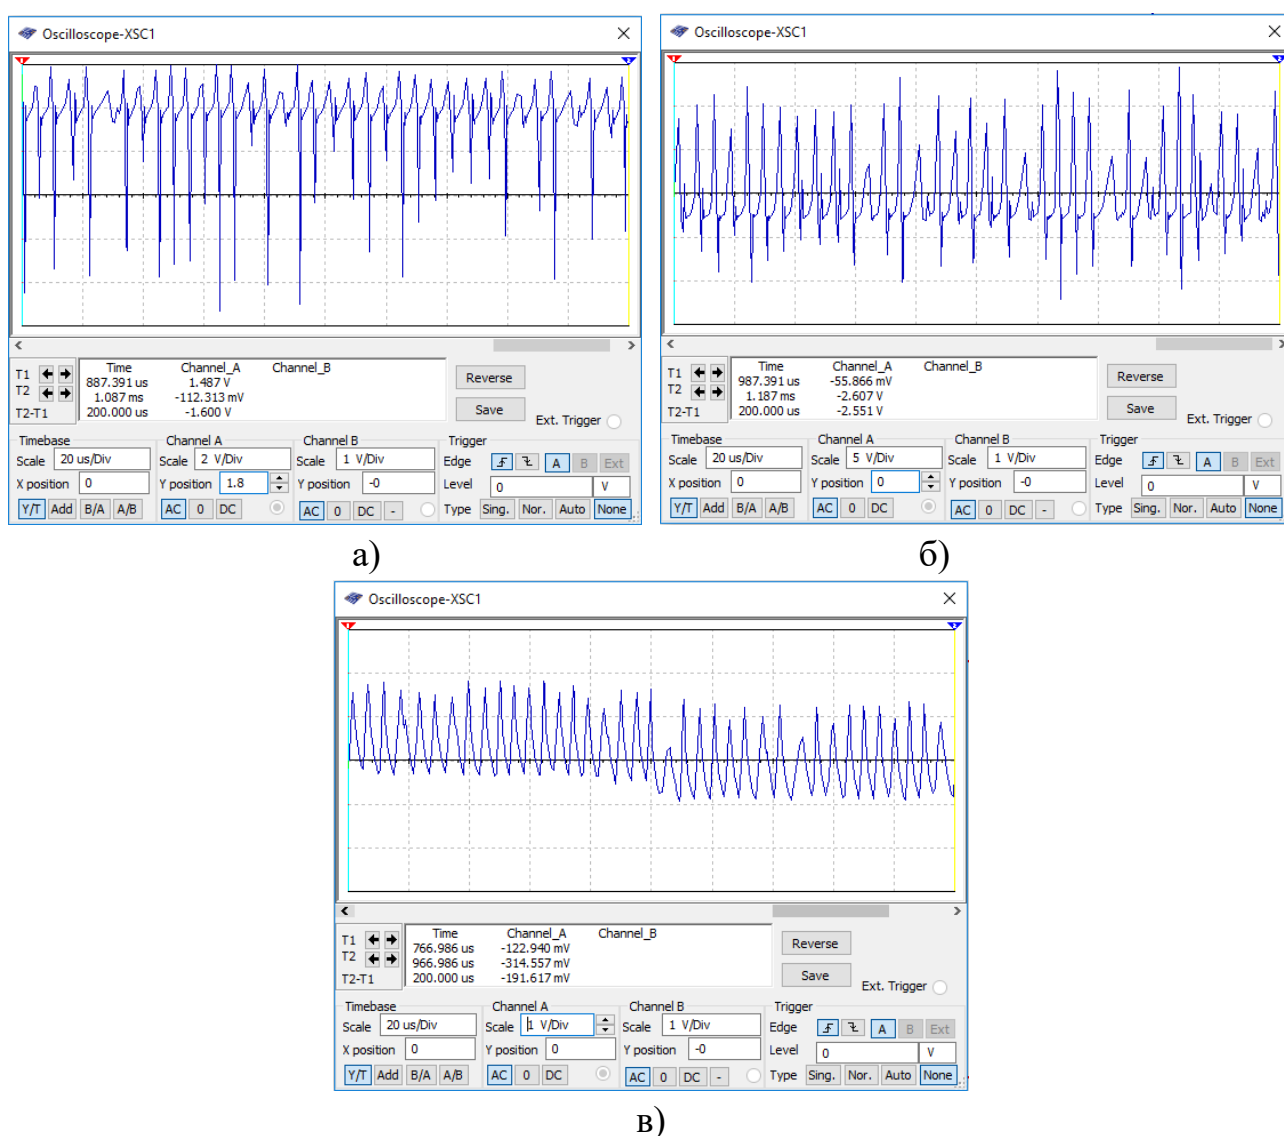 Oscilloscope-XSC1
Time Channel_A Channel_B
T1 887.391 us 1.487 V
T2 1.087 ms -112.313 mV
T2-T1 200.000 us -1.600 V
Reverse
Save
Ext. Trigger
Timebase Channel A Channel B Trigger
Scale 20 us/Div Scale 2 V/Div Scale 1 V/Div Edge A B Ext
X position 0 Y position 1.8 Y position -0 Level 0 V
Y/T Add B/A A/B AC 0 DC AC 0 DC - Type Sing. Nor. Auto None
а)
Oscilloscope-XSC1
Time Channel_A Channel_B
T1 987.391 us -55.866 mV
T2 1.187 ms -2.607 V
T2-T1 200.000 us -2.551 V
Reverse
Save
Ext. Trigger
Timebase Channel A Channel B Trigger
Scale 20 us/Div Scale 5 V/Div Scale 1 V/Div Edge A B Ext
X position 0 Y position 0 Y position -0 Level 0 V
Y/T Add B/A A/B AC 0 DC AC 0 DC - Type Sing. Nor. Auto None
б)
Oscilloscope-XSC1
Time Channel_A Channel_B
T1 766.986 us -122.940 mV
T2 966.986 us -314.557 mV
T2-T1 200.000 us -191.617 mV
Reverse
Save
Ext. Trigger
Timebase Channel A Channel B Trigger
Scale 20 us/Div Scale 1 V/Div Scale 1 V/Div Edge A B Ext
X position 0 Y position 0 Y position -0 Level 0 V
Y/T Add B/A A/B AC 0 DC AC 0 DC - Type Sing. Nor. Auto None
в)